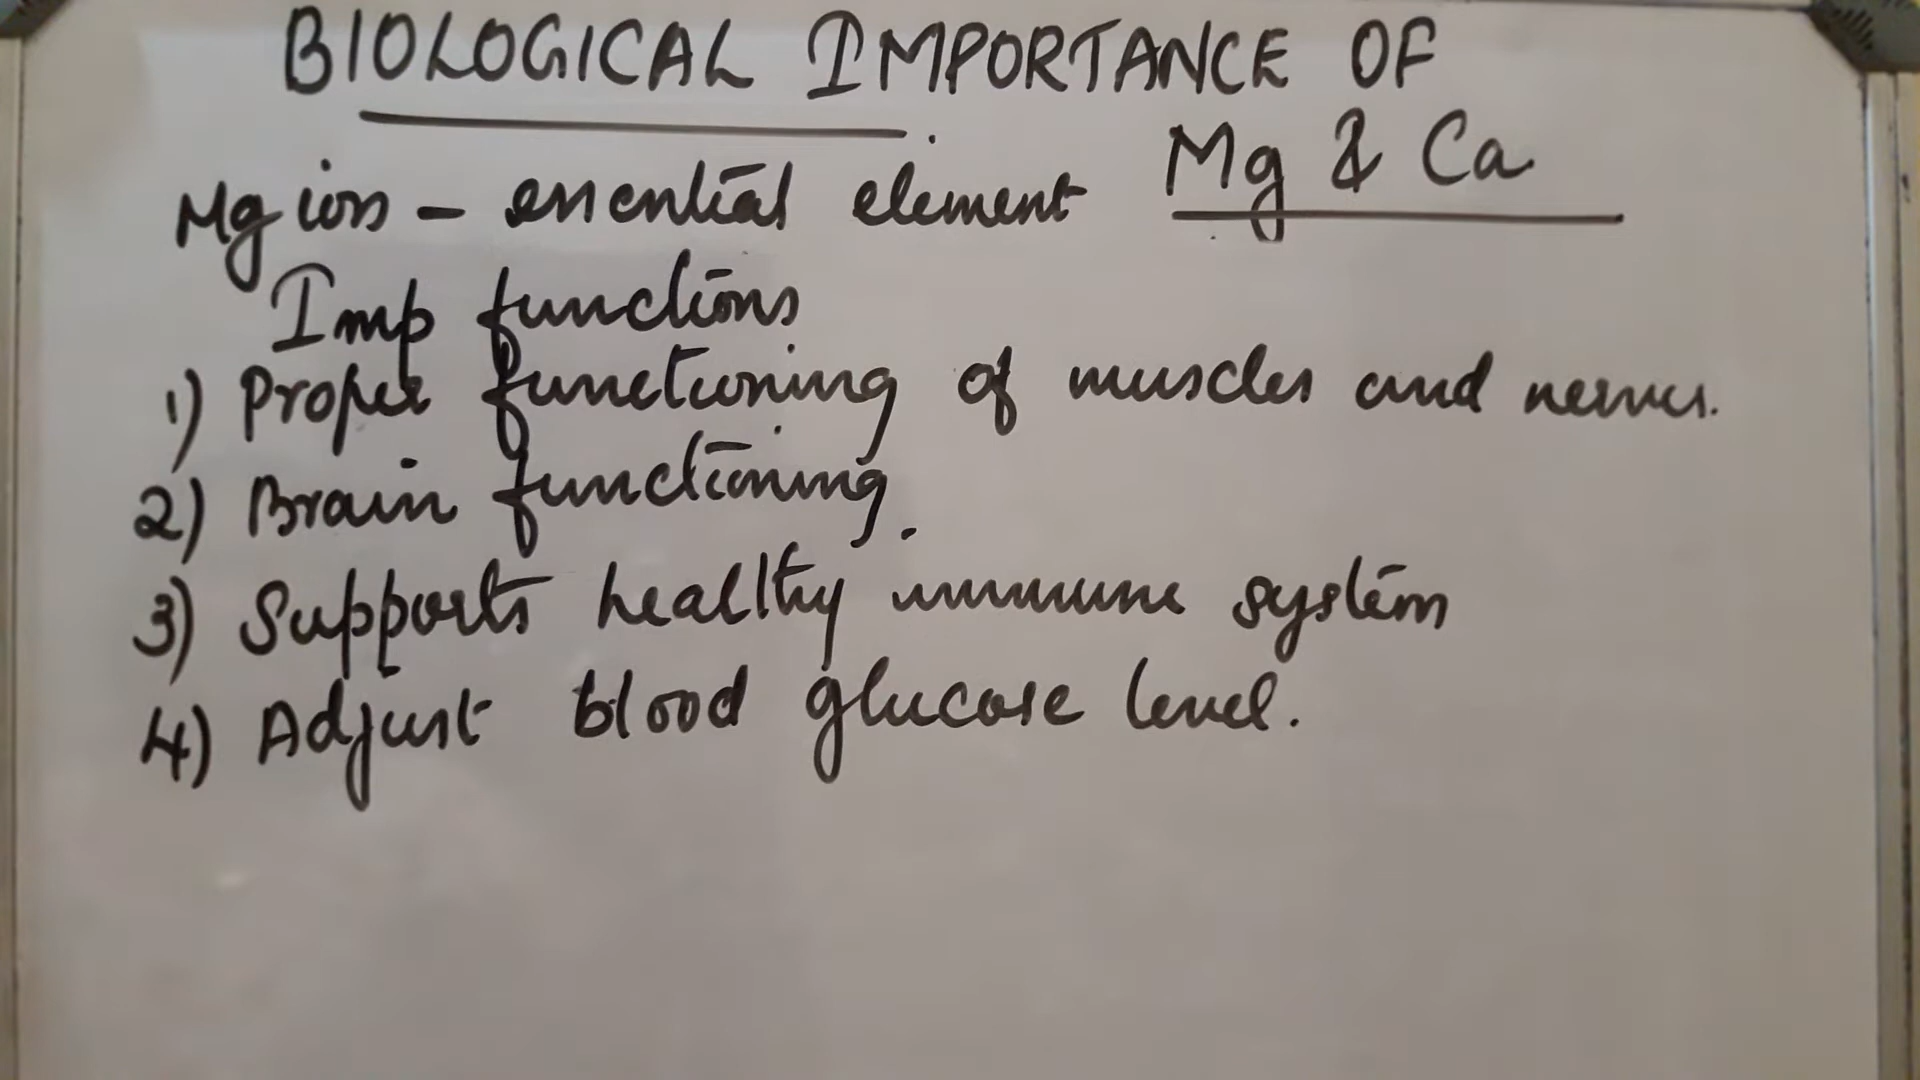 BIOLOGICAL IMPORTANCE OF
Mg & Ca
Mg ion - essential element
Imp functions
1) Proper functioning of muscles and nerves.
2) Brain functioning.
3) Supports healthy immune system
4) Adjust blood glucose level.